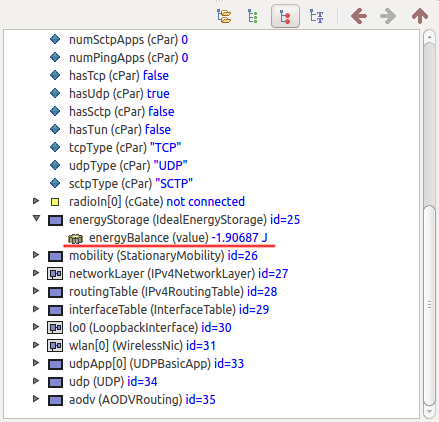 numSctpApps (cPar) 0
numPingApps (cPar) 0
hasTcp (cPar) false
hasUdp (cPar) true
hasSctp (cPar) false
hasTun (cPar) false
tcpType (cPar) "TCP"
udpType (cPar) "UDP"
sctpType (cPar) "SCTP"
radioIn[0] (cGate) not connected
energyStorage (IdealEnergyStorage) id=25
energyBalance (value) -1.90687 J
mobility (StationaryMobility) id=26
networkLayer (IPv4NetworkLayer) id=27
routingTable (IPv4RoutingTable) id=28
interfaceTable (InterfaceTable) id=29
lo0 (LoopbackInterface) id=30
wlan[0] (WirelessNic) id=31
udpApp[0] (UDPBasicApp) id=33
udp (UDP) id=34
aodv (AODVRouting) id=35